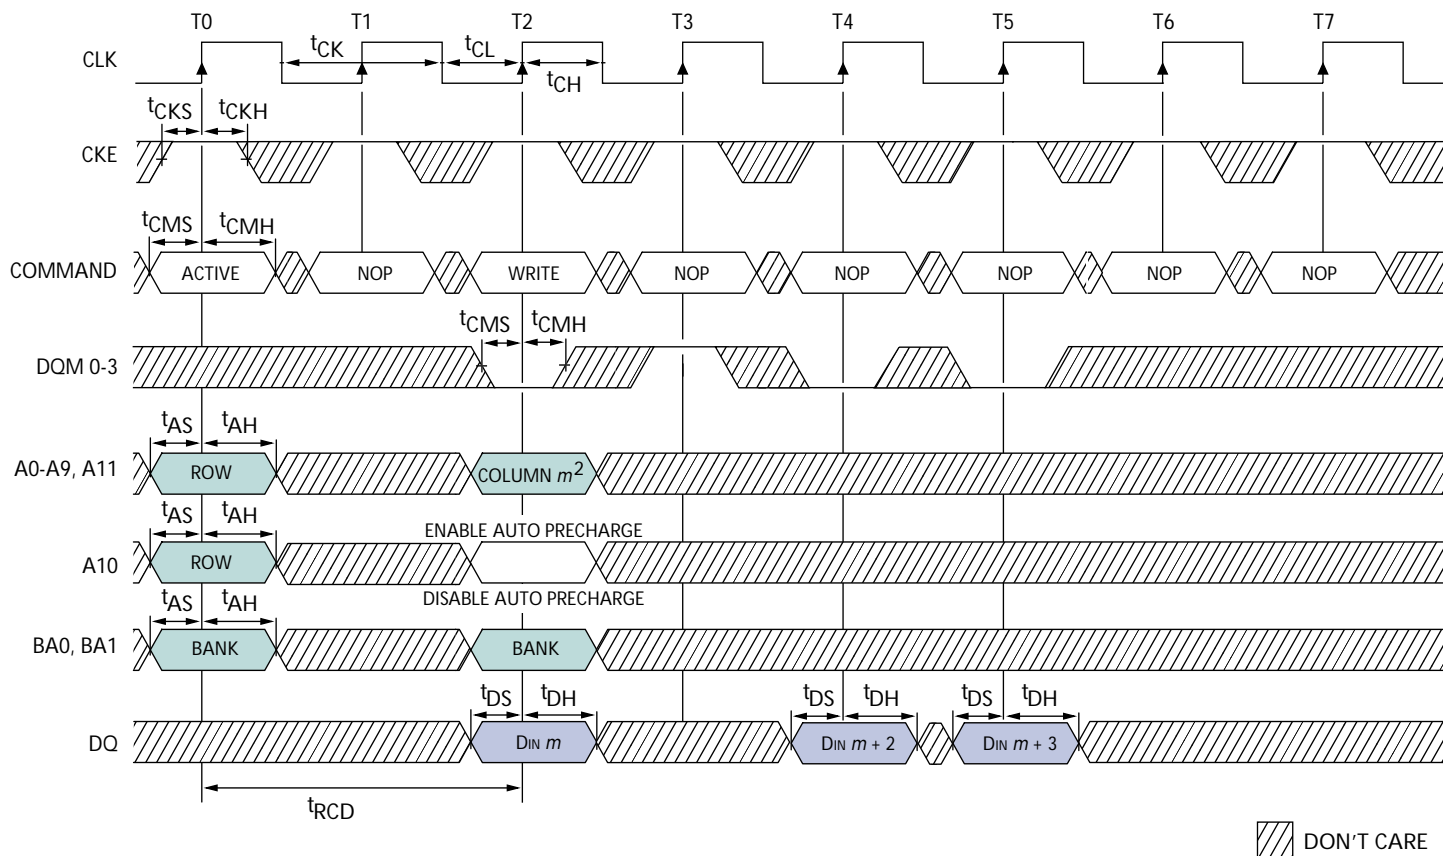 T0 T1 T2 T3 T4 T5 T6 T7
CLK tCK tCL
tCH
tCKS tCKH
CKE
tCMS tCMH
COMMAND ACTIVE NOP WRITE NOP NOP NOP NOP NOP
tCMS tCMH
DQM 0-3
tAS tAH
A0-A9, A11 ROW COLUMN m2
tAS tAH
ENABLE AUTO PRECHARGE
A10 ROW
DISABLE AUTO PRECHARGE
tAS tAH
BA0, BA1 BANK BANK
tDS tDH tDS tDH tDS tDH
DQ DIN m DIN m + 2 DIN m + 3
tRCD
DON'T CARE